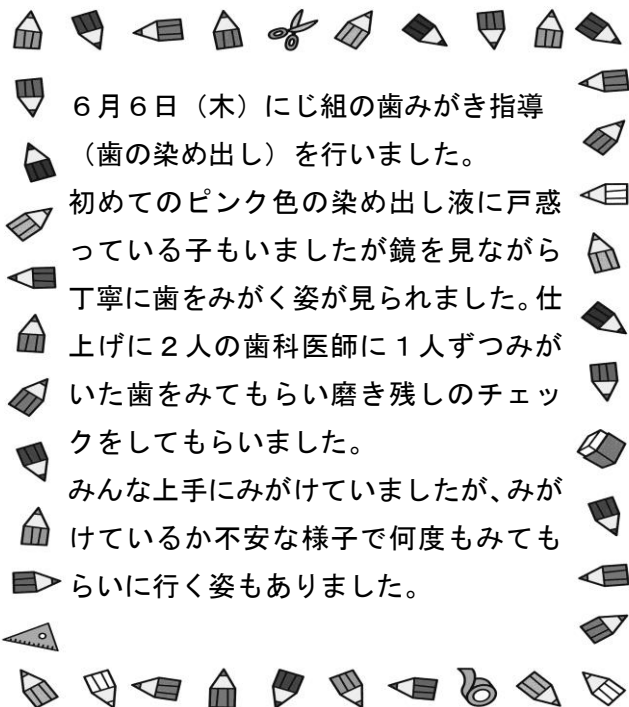 ６月６日（木）にじ組の歯みがき指導
（歯の染め出し）を行いました。
初めてのピンク色の染め出し液に戸惑
っている子もいましたが鏡を見ながら
丁寧に歯をみがく姿が見られました。仕
上げに２人の歯科医師に１人ずつみが
いた歯をみてもらい磨き残しのチェッ
クをしてもらいました。
みんな上手にみがけていましたが、みが
けているか不安な様子で何度もみても
らいに行く姿もありました。